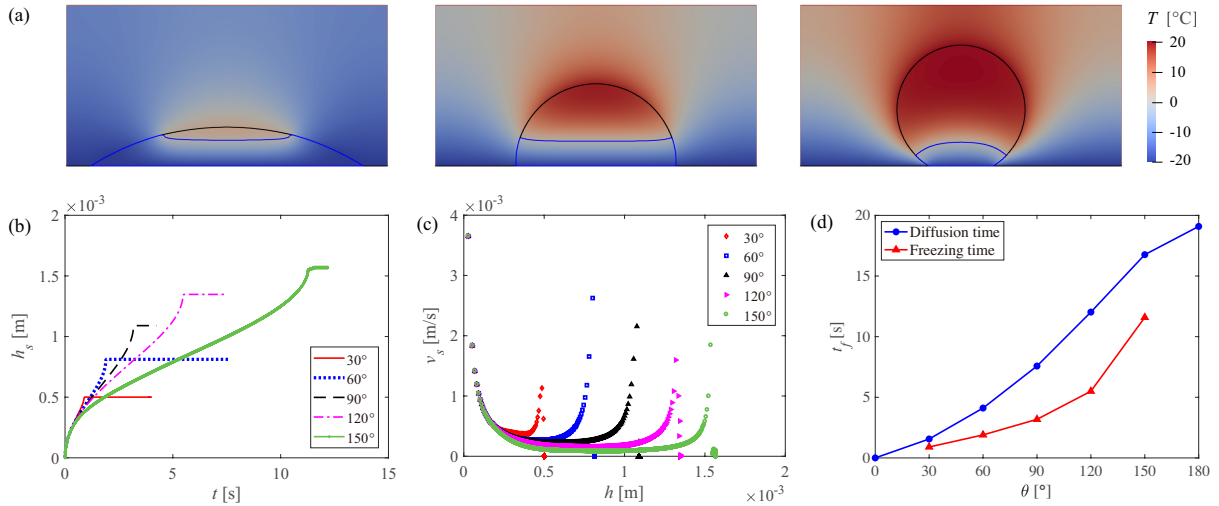 (a)
T [°C]
20
10
0
-10
-20
(b)
×10⁻³
2
1.5
1
0.5
0
0 5 10 15
h_s [m]
t [s]
30°
60°
90°
120°
150°
(c)
×10⁻³
4
3
2
1
0
0 0.5 1 1.5 2
×10⁻³
v_s [m/s]
h [m]
30°
60°
90°
120°
150°
(d)
20
15
10
5
0
0 30 60 90 120 150 180
t_f [s]
θ [°]
Diffusion time
Freezing time